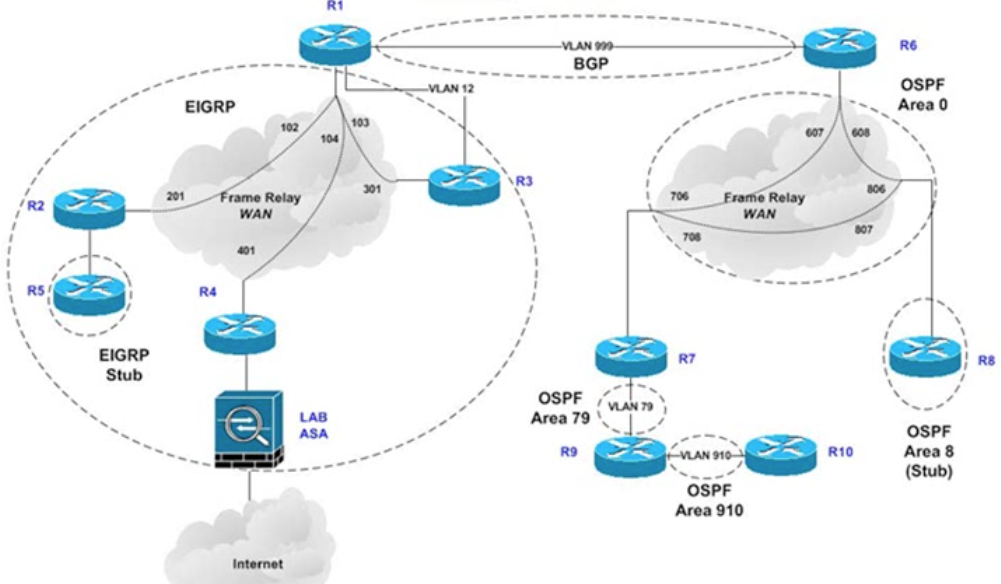 R1
VLAN 999
BGP
R6
OSPF
Area 0
EIGRP
VLAN 12
102
103
104
607
608
R2
201
Frame Relay
WAN
301
R3
706
Frame Relay
WAN
806
708
807
401
R5
R4
EIGRP
Stub
LAB
ASA
R7
R8
OSPF
Area 79
VLAN 79
R9
VLAN 910
R10
OSPF
Area 8
(Stub)
OSPF
Area 910
Internet